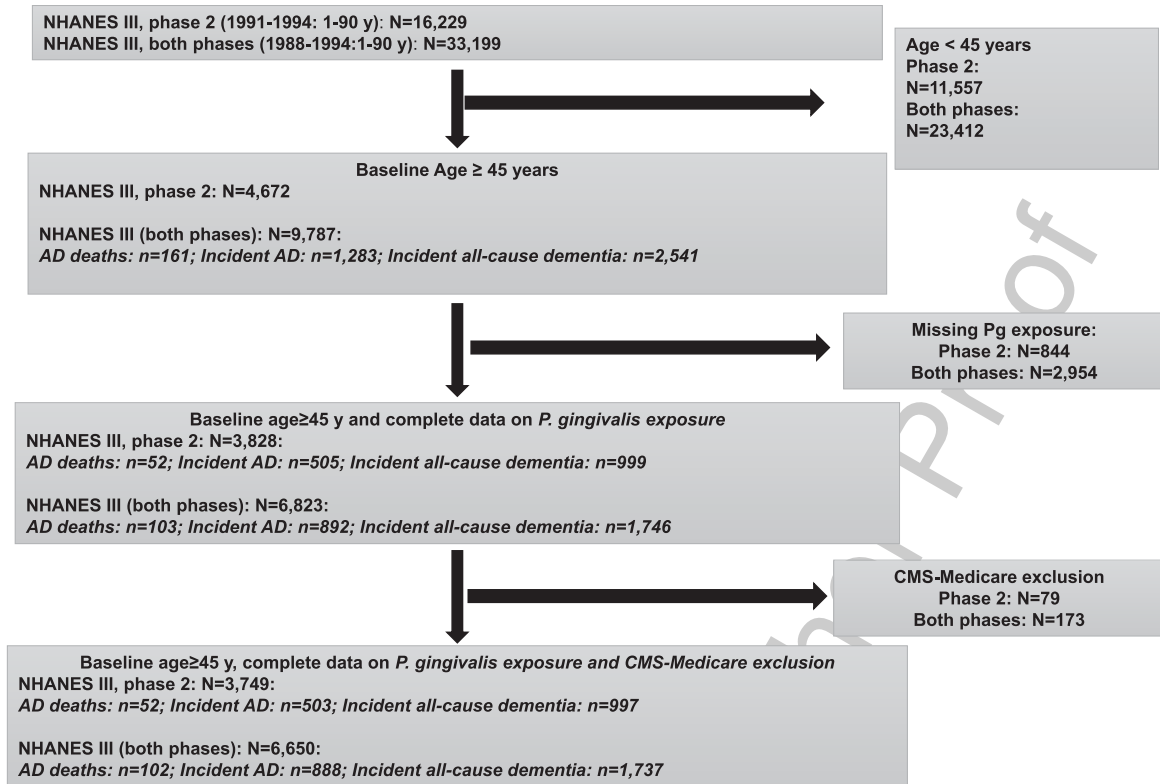 NHANES III, phase 2 (1991-1994: 1-90 y): N=16,229
NHANES III, both phases (1988-1994:1-90 y): N=33,199
Age < 45 years
Phase 2:
N=11,557
Both phases:
N=23,412
Baseline Age ≥ 45 years
NHANES III, phase 2: N=4,672
NHANES III (both phases): N=9,787:
AD deaths: n=161; Incident AD: n=1,283; Incident all-cause dementia: n=2,541
Missing Pg exposure:
Phase 2: N=844
Both phases: N=2,954
Baseline age≥45 y and complete data on P. gingivalis exposure
NHANES III, phase 2: N=3,828:
AD deaths: n=52; Incident AD: n=505; Incident all-cause dementia: n=999
NHANES III (both phases): N=6,823:
AD deaths: n=103; Incident AD: n=892; Incident all-cause dementia: n=1,746
CMS-Medicare exclusion
Phase 2: N=79
Both phases: N=173
Baseline age≥45 y, complete data on P. gingivalis exposure and CMS-Medicare exclusion
NHANES III, phase 2: N=3,749:
AD deaths: n=52; Incident AD: n=503; Incident all-cause dementia: n=997
NHANES III (both phases): N=6,650:
AD deaths: n=102; Incident AD: n=888; Incident all-cause dementia: n=1,737
Proof